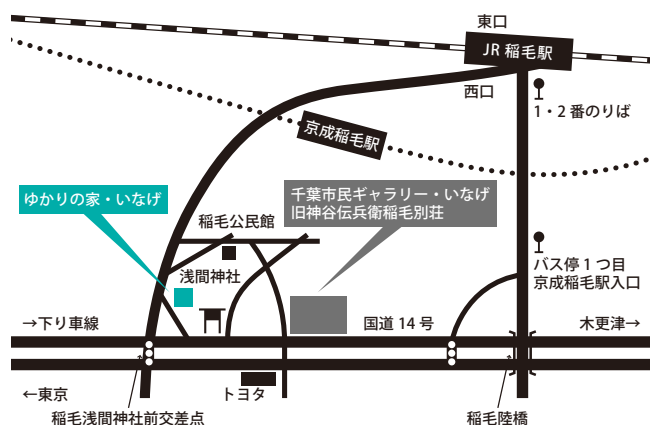 東口
JR 稲毛駅
西口
1・2 番のりば
京成稲毛駅
ゆかりの家・いなげ
千葉市民ギャラリー・いなげ
旧神谷伝兵衛稲毛別荘
稲毛公民館
浅間神社
バス停 1 つ目
京成稲毛駅入口
→下り車線
国道 14 号
木更津→
←東京
トヨタ
稲毛浅間神社前交差点
稲毛陸橋